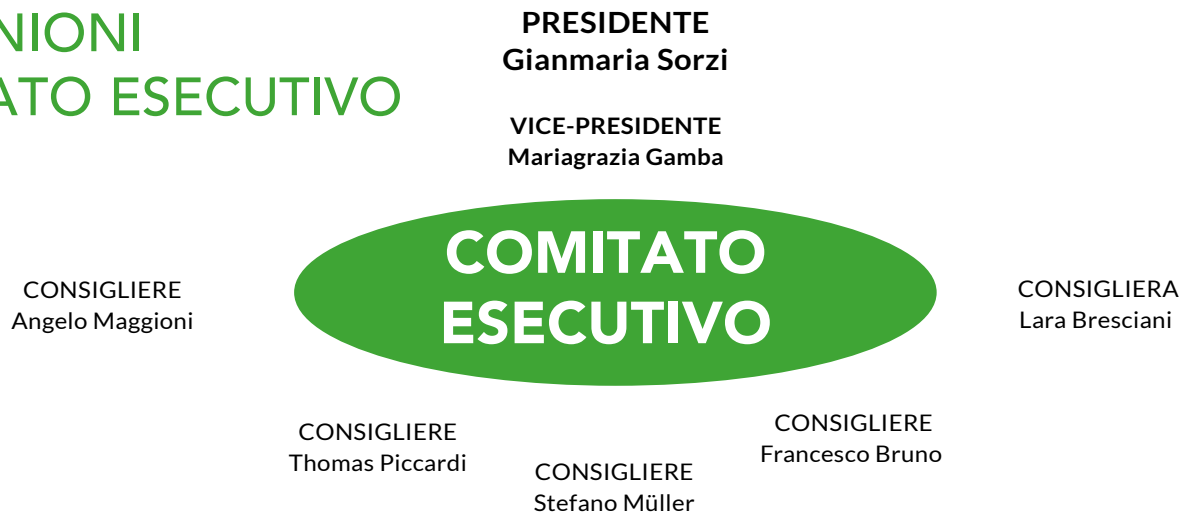 NIONI
ATO ESECUTIVO
PRESIDENTE
Gianmaria Sorzi
VICE-PRESIDENTE
Mariagrazia Gamba
COMITATO
ESECUTIVO
CONSIGLIERE
Angelo Maggioni
CONSIGLIERA
Lara Bresciani
CONSIGLIERE
Thomas Piccardi
CONSIGLIERE
Stefano Müller
CONSIGLIERE
Francesco Bruno